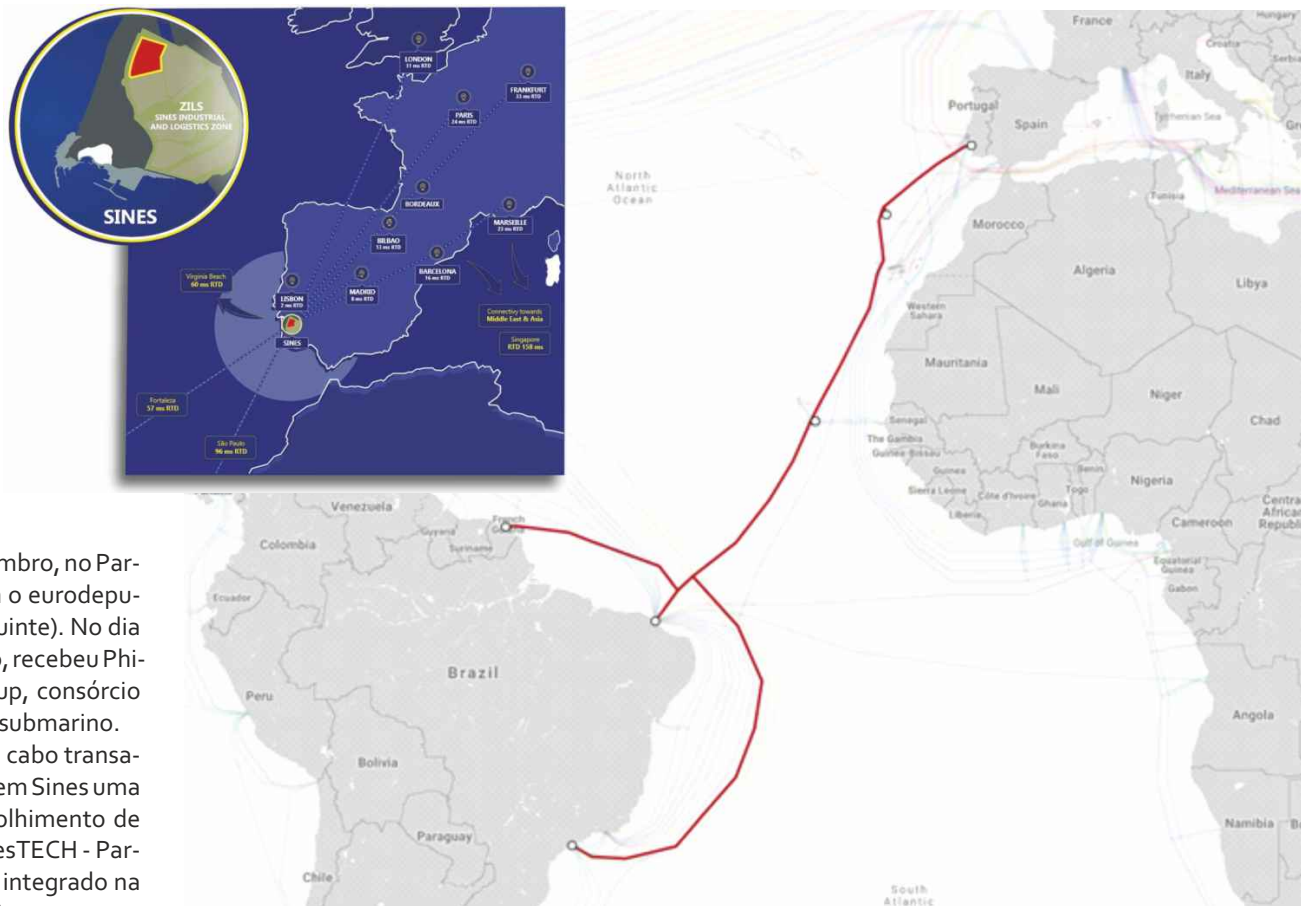 ZILS
SINES INDUSTRIAL
AND LOGISTICS ZONE
SINES
LONDON
31 ms RTD
FRANKFURT
33 ms RTD
PARIS
24 ms RTD
BORDEAUX
BILBAO
13 ms RTD
MARSEILLE
23 ms RTD
BARCELONA
16 ms RTD
MADRID
8 ms RTD
LISBON
2 ms RTD
SINES
Virginia Beach
60 ms RTD
Connectivy towards
Middle East & Asia
Singapore
RTD 158 ms
Fortaleza
57 ms RTD
São Paulo
96 ms RTD
France
Hungary
Croatia
Serbia
Italy
Portugal
Spain
Tyrrhenian Sea
Gre
North
Atlantic
Ocean
Tunisia
Mediterranean Sea
Morocco
Algeria
Libya
Western
Sahara
Mauritania
Mali
Niger
Chad
Senegal
The Gambia
Guinea-Bissau
Burkina
Faso
Guinea
Benin
Togo
Nigeria
Sierra Leone
Côte d'Ivoire
Ghana
Liberia
Cameroon
Central
African
Republi
Gulf of Guinea
Equatorial
Guinea
Gabon
Venezuela
Guyana
French
Guiana
Suriname
Colombia
Ecuador
Brazil
Peru
Angola
Bolivia
Namibia
Paraguay
Chile
South
Atlantic
mbro, no Par-
o eurodepu-
uinte). No dia
o, recebeu Phi-
up, consórcio
submarino.
cabo transa-
em Sines uma
olhimento de
esTECH - Par-
integrado na